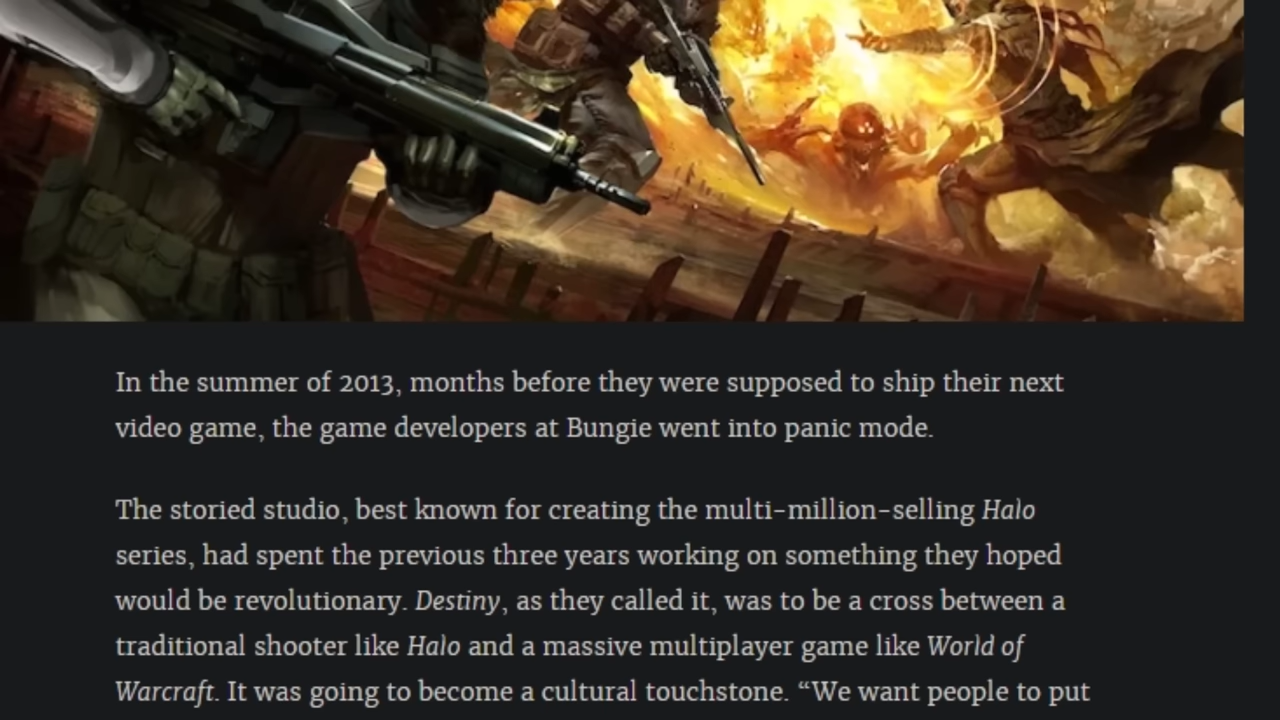 In the summer of 2013, months before they were supposed to ship their next
video game, the game developers at Bungie went into panic mode.
The storied studio, best known for creating the multi-million-selling Halo
series, had spent the previous three years working on something they hoped
would be revolutionary. Destiny, as they called it, was to be a cross between a
traditional shooter like Halo and a massive multiplayer game like World of
Warcraft. It was going to become a cultural touchstone. “We want people to put